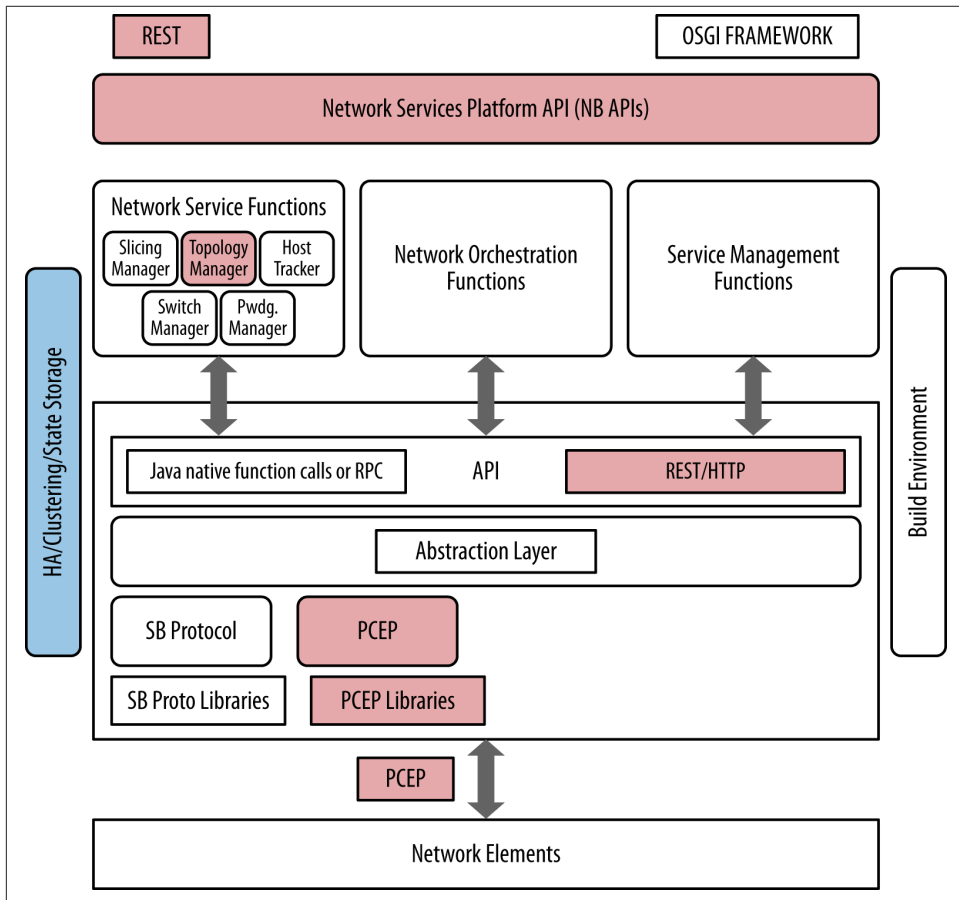 REST
OSGI FRAMEWORK
Network Services Platform API (NB APIs)
Network Service Functions
Slicing
Manager
Topology
Manager
Host
Tracker
Switch
Manager
Pwdg.
Manager
Network Orchestration
Functions
Service Management
Functions
HA/Clustering/State Storage
Build Environment
Java native function calls or RPC
API
REST/HTTP
Abstraction Layer
SB Protocol
PCEP
SB Proto Libraries
PCEP Libraries
PCEP
Network Elements